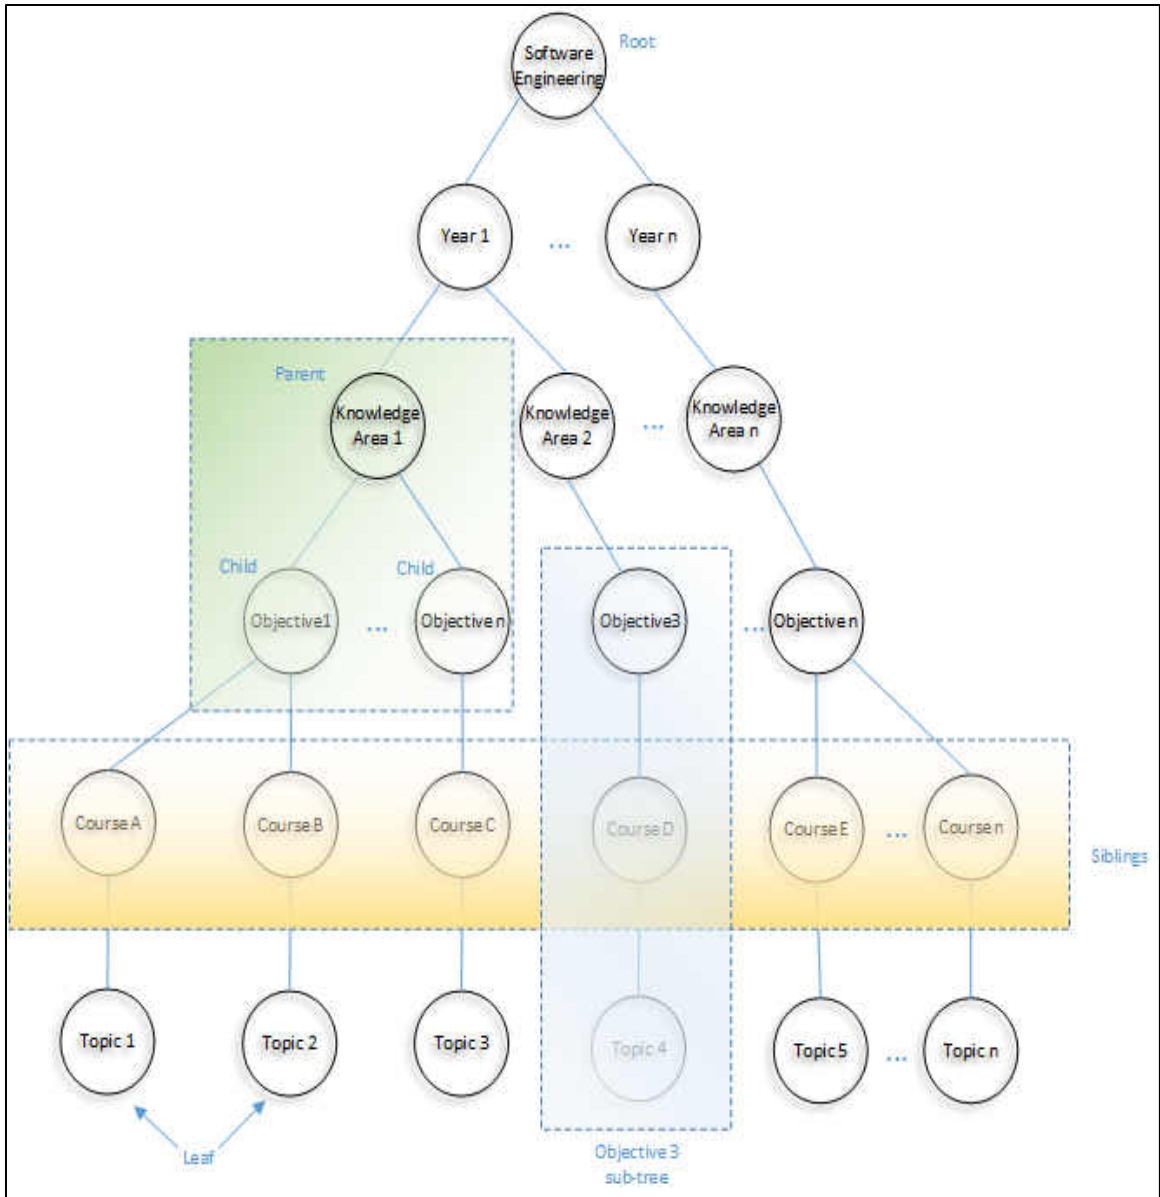 Root
Software
Engineering
Year 1
...
Year n
Parent
Knowledge
Area 1
Knowledge
Area 2
...
Knowledge
Area n
Child
Child
Objective1
...
Objective n
Objective3
...
Objective n
Course A
Course B
Course C
Course D
Course E
...
Course n
Siblings
Topic 1
Topic 2
Topic 3
Topic 4
Topic 5
...
Topic n
Leaf
Objective 3
sub-tree